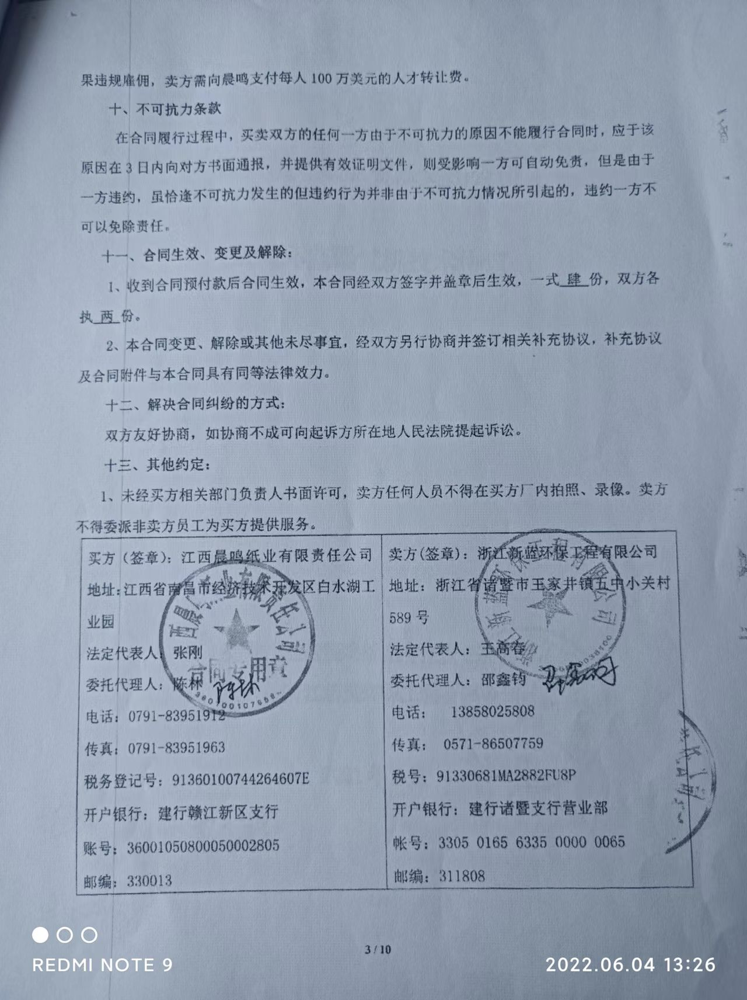 果违规雇佣，卖方需向晨鸣支付每人 100 万美元的人才转让费。
十、不可抗力条款
在合同履行过程中，买卖双方的任何一方由于不可抗力的原因不能履行合同时，应于该
原因在 3 日内向对方书面通报，并提供有效证明文件，则受影响一方可自动免责，但是由于
一方违约，虽恰逢不可抗力发生的但违约行为并非由于不可抗力情况所引起的，违约一方不
可以免除责任。
十一、合同生效、变更及解除：
1、收到合同预付款后合同生效，本合同经双方签字并盖章后生效，一式 肆 份，双方各
执 两 份。
2、本合同变更、解除或其他未尽事宜，经双方另行协商并签订相关补充协议，补充协议
及合同附件与本合同具有同等法律效力。
十二、解决合同纠纷的方式：
双方友好协商，如协商不成可向起诉方所在地人民法院提起诉讼。
十三、其他约定：
1、未经买方相关部门负责人书面许可，卖方任何人员不得在买方厂内拍照、录像。卖方
不得委派非卖方员工为买方提供服务。
买方（签章）：江西晨鸣纸业有限责任公司
地址：江西省南昌市经济技术开发区白水湖工
业园
法定代表人：张刚
委托代理人：陈林 陈林
电话：0791-83951912
传真：0791-83951963
税务登记号：91360100744264607E
开户银行：建行赣江新区支行
账号：36001050800050002805
邮编：330013
合同专用章
卖方（签章）：浙江新蓝环保工程有限公司
地址：浙江省诸暨市王家井镇五中小关村
589 号
法定代表人：王高春
委托代理人：邵鑫钧
电话： 13858025808
传真： 0571-86507759
税号：91330681MA2882FU8P
开户银行：建行诸暨支行营业部
帐号：3305 0165 6335 0000 0065
邮编：311808
3 / 10
REDMI NOTE 9
2022.06.04 13:26